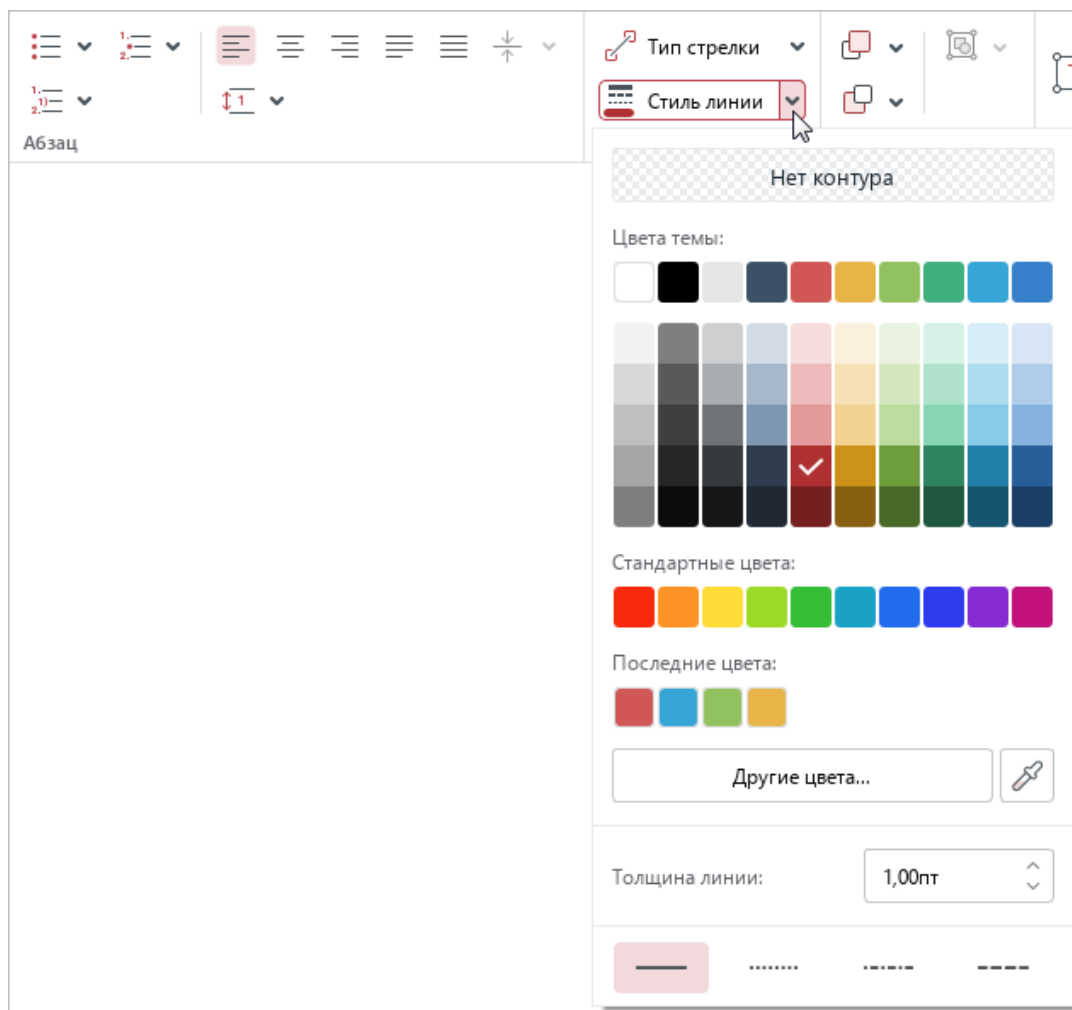 Тип стрелки
Стиль линии
Абзац
Нет контура
Цвета темы:
Стандартные цвета:
Последние цвета:
Другие цвета...
Толщина линии:
1,00пт